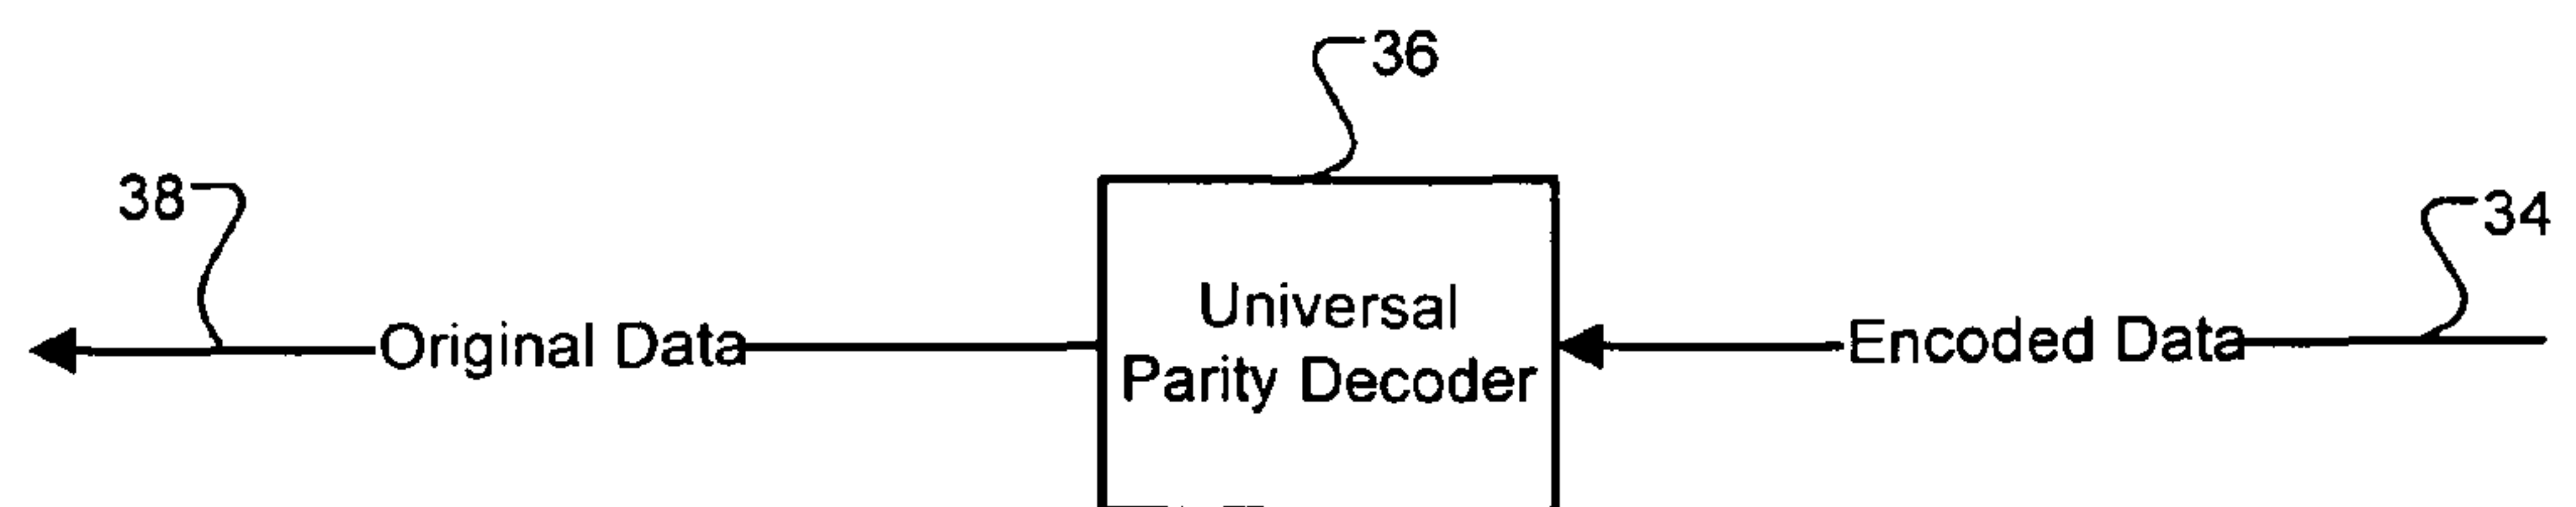 36
38
34
Universal
Parity Decoder
Original Data
Encoded Data